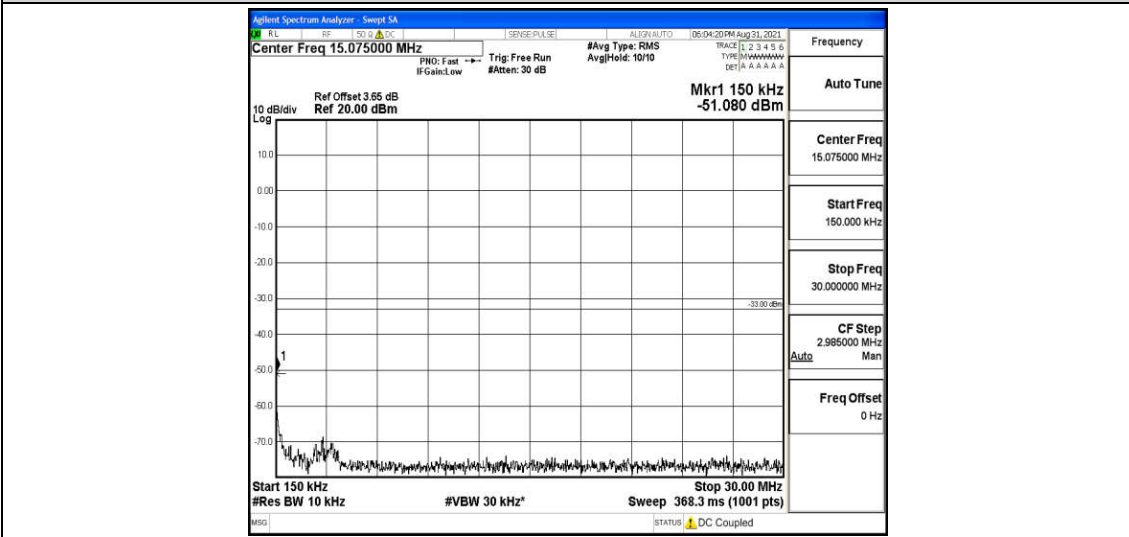 Agilent Spectrum Analyzer - Swept SA
RL RF 50 Ω DC SENSE:PULSE ALIGN AUTO 06:04:20 PM Aug 31, 2021
Center Freq 15.075000 MHz
PNO: Fast
IFGain:Low
Trig: Free Run
#Atten: 30 dB
#Avg Type: RMS
Avg|Hold: 10/10
TRACE 1 2 3 4 5 6
TYPE M WWWWW
DET A A A A A A
Mkr1 150 kHz
-51.080 dBm
Ref Offset 3.65 dB
10 dB/div Ref 20.00 dBm
Log
10.0
0.00
-10.0
-20.0
-30.0
-33.00 dBm
-40.0
1
-50.0
-60.0
-70.0
Start 150 kHz Stop 30.00 MHz
#Res BW 10 kHz #VBW 30 kHz* Sweep 368.3 ms (1001 pts)
MSG STATUS DC Coupled
Frequency
Auto Tune
Center Freq
15.075000 MHz
Start Freq
150.000 kHz
Stop Freq
30.000000 MHz
CF Step
2.985000 MHz
Auto Man
Freq Offset
0 Hz